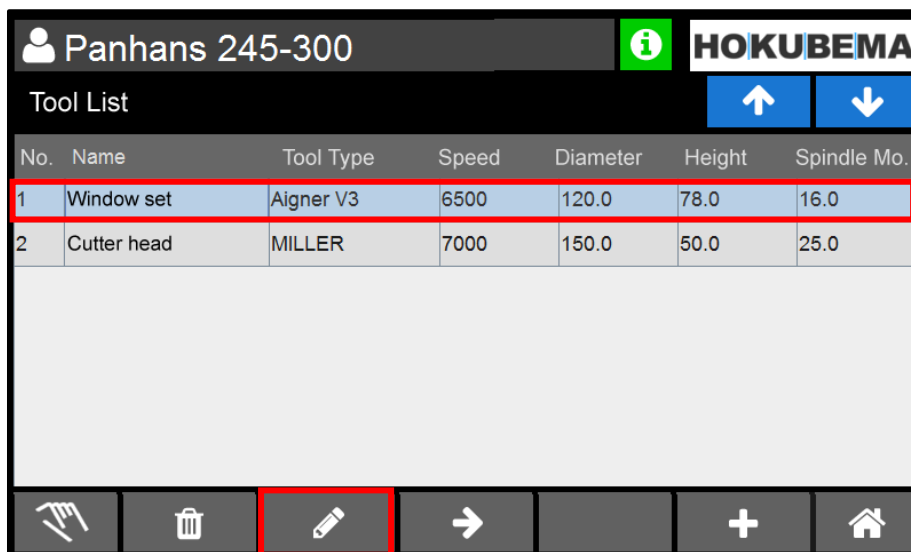 Panhans 245-300
i
HOKUBEMA
Tool List
No. Name Tool Type Speed Diameter Height Spindle Mo.
1 Window set Aigner V3 6500 120.0 78.0 16.0
2 Cutter head MILLER 7000 150.0 50.0 25.0